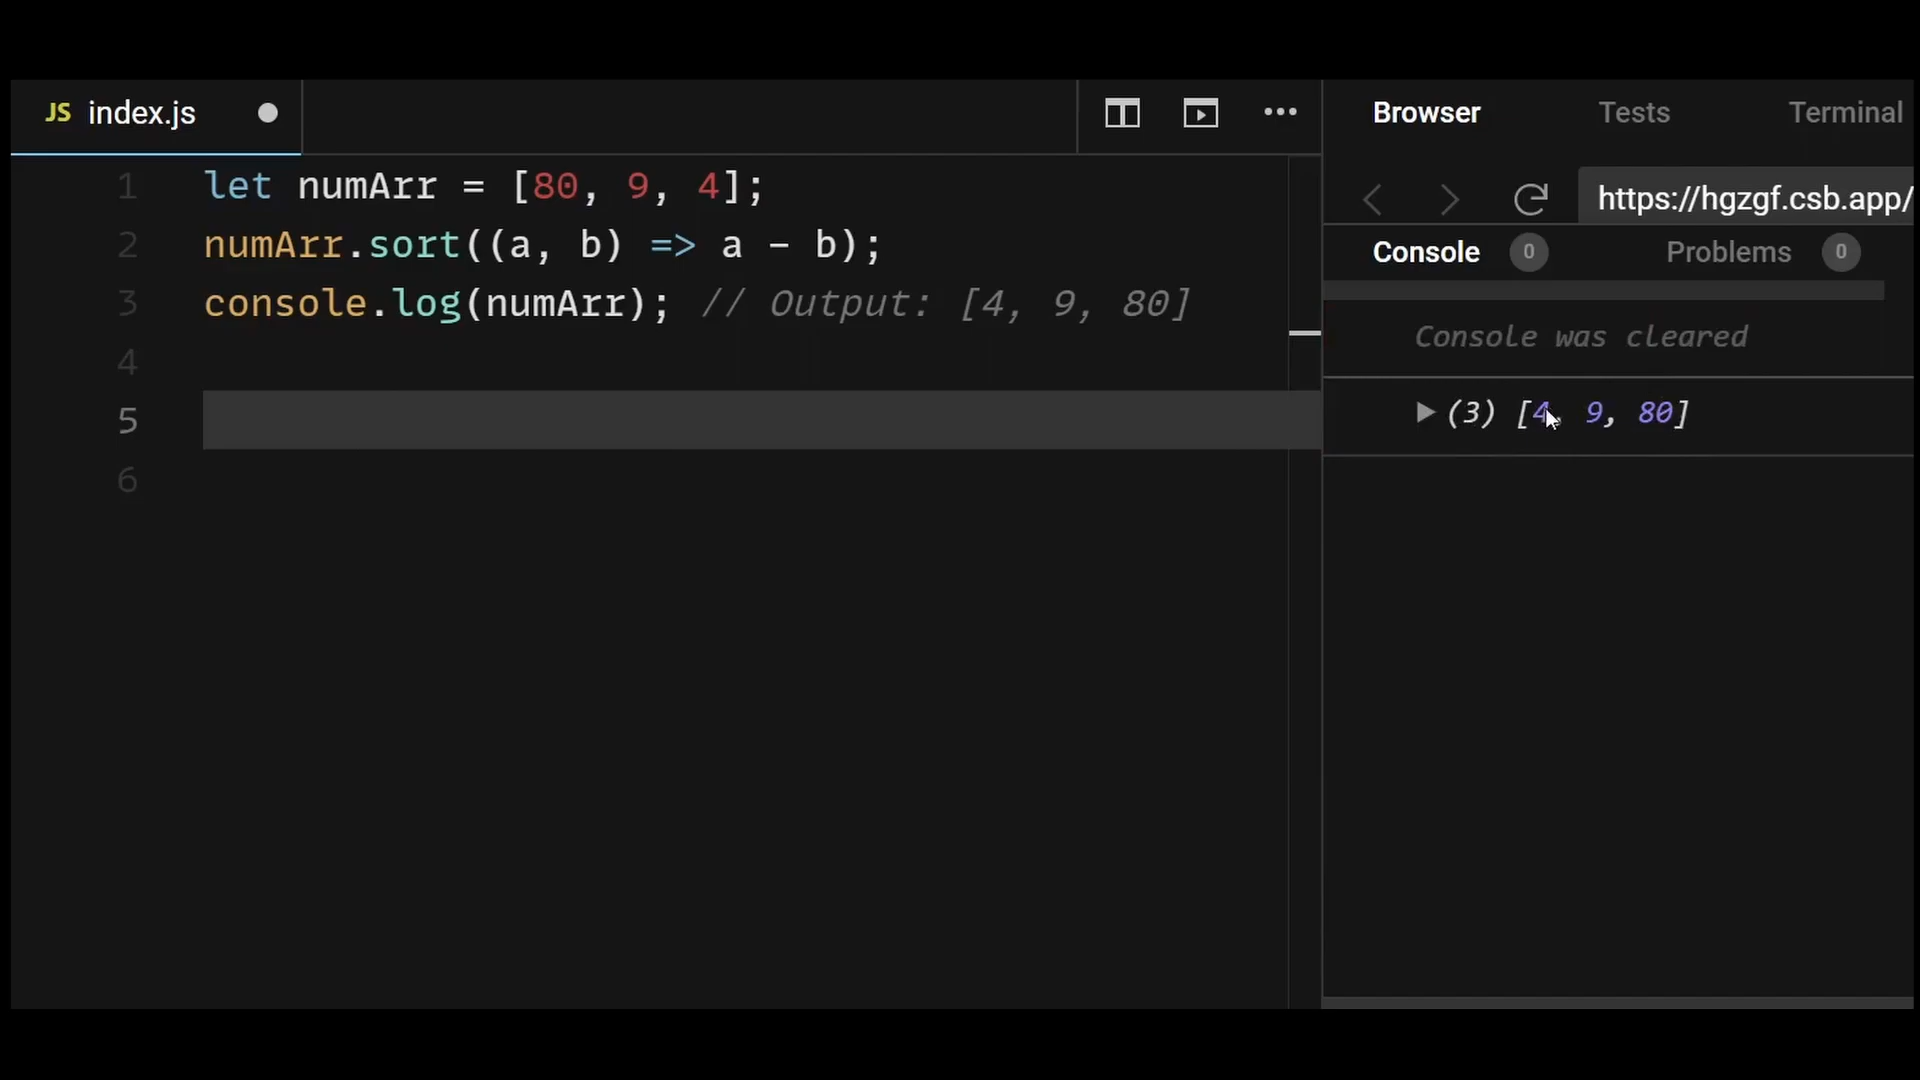 JS index.js
1 let numArr = [80, 9, 4];
2 numArr.sort((a, b) => a - b);
3 console.log(numArr); // Output: [4, 9, 80]
4
5
6
Browser Tests Terminal
https://hgzgf.csb.app/
Console 0 Problems 0
Console was cleared
(3) [4, 9, 80]